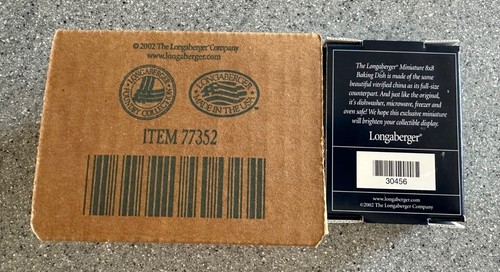 © 2002 The Longaberger Company
www.longaberger.com
LONGABERGER
POTTERY COLLECTION
LONGABERGER
MADE IN THE USA
ITEM 77352
The Longaberger® Miniature 8x8
Baking Dish is made of the same
beautiful vitrified china as its full-size
counterpart. And just like the original,
it's dishwasher, microwave, freezer and
oven safe! We hope this exclusive miniature
will brighten your collectible display.
Longaberger®
30456
www.longaberger.com
©2002 The Longaberger Company